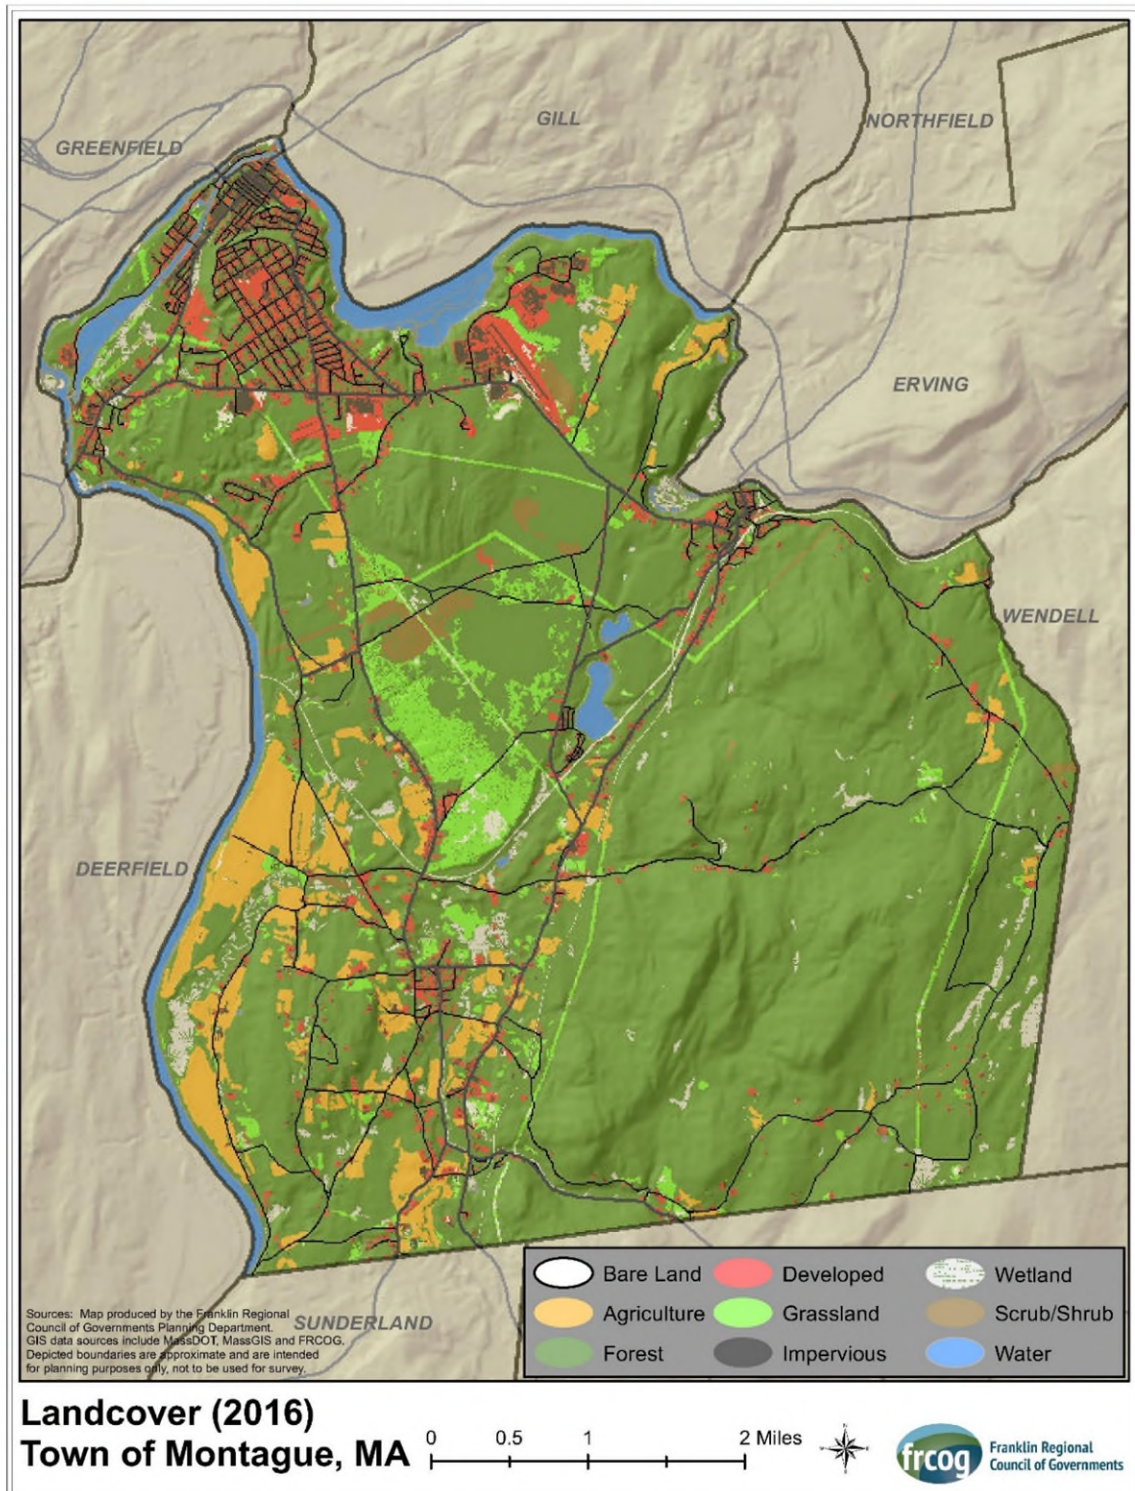 GREENFIELD
GILL
NORTHFIELD
ERVING
WENDELL
DEERFIELD
SUNDERLAND
Bare Land
Developed
Wetland
Agriculture
Grassland
Scrub/Shrub
Forest
Impervious
Water
Sources: Map produced by the Franklin Regional
Council of Governments Planning Department.
GIS data sources include MassDOT, MassGIS and FRCOG.
Depicted boundaries are approximate and are intended
for planning purposes only, not to be used for survey.
Landcover (2016)
Town of Montague, MA
0 0.5 1 2 Miles
frcog
Franklin Regional
Council of Governments